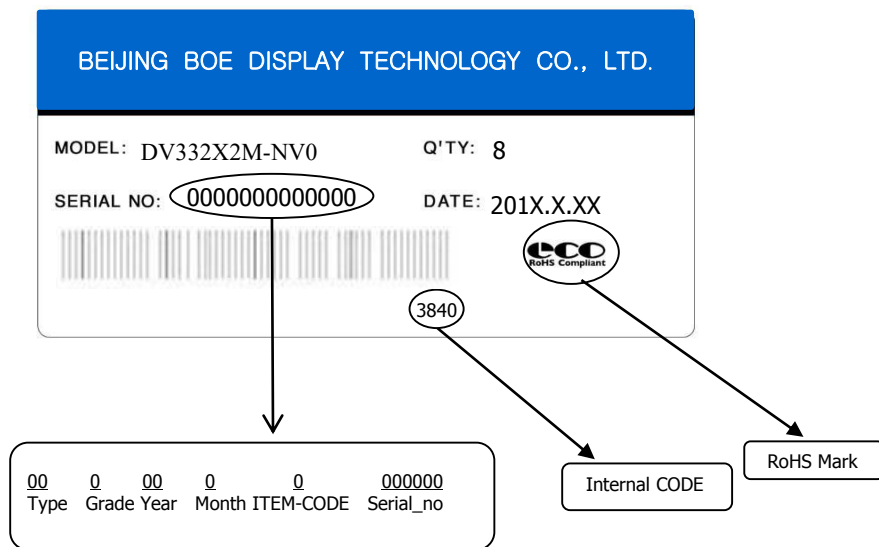 BEIJING BOE DISPLAY TECHNOLOGY CO., LTD.
MODEL: DV332X2M-NV0 Q'TY: 8
SERIAL NO: 0000000000000 DATE: 201X.X.XX
eco
RoHS Compliant
3840
00 0 00 0 0 000000
Type Grade Year Month ITEM-CODE Serial_no
Internal CODE
RoHS Mark